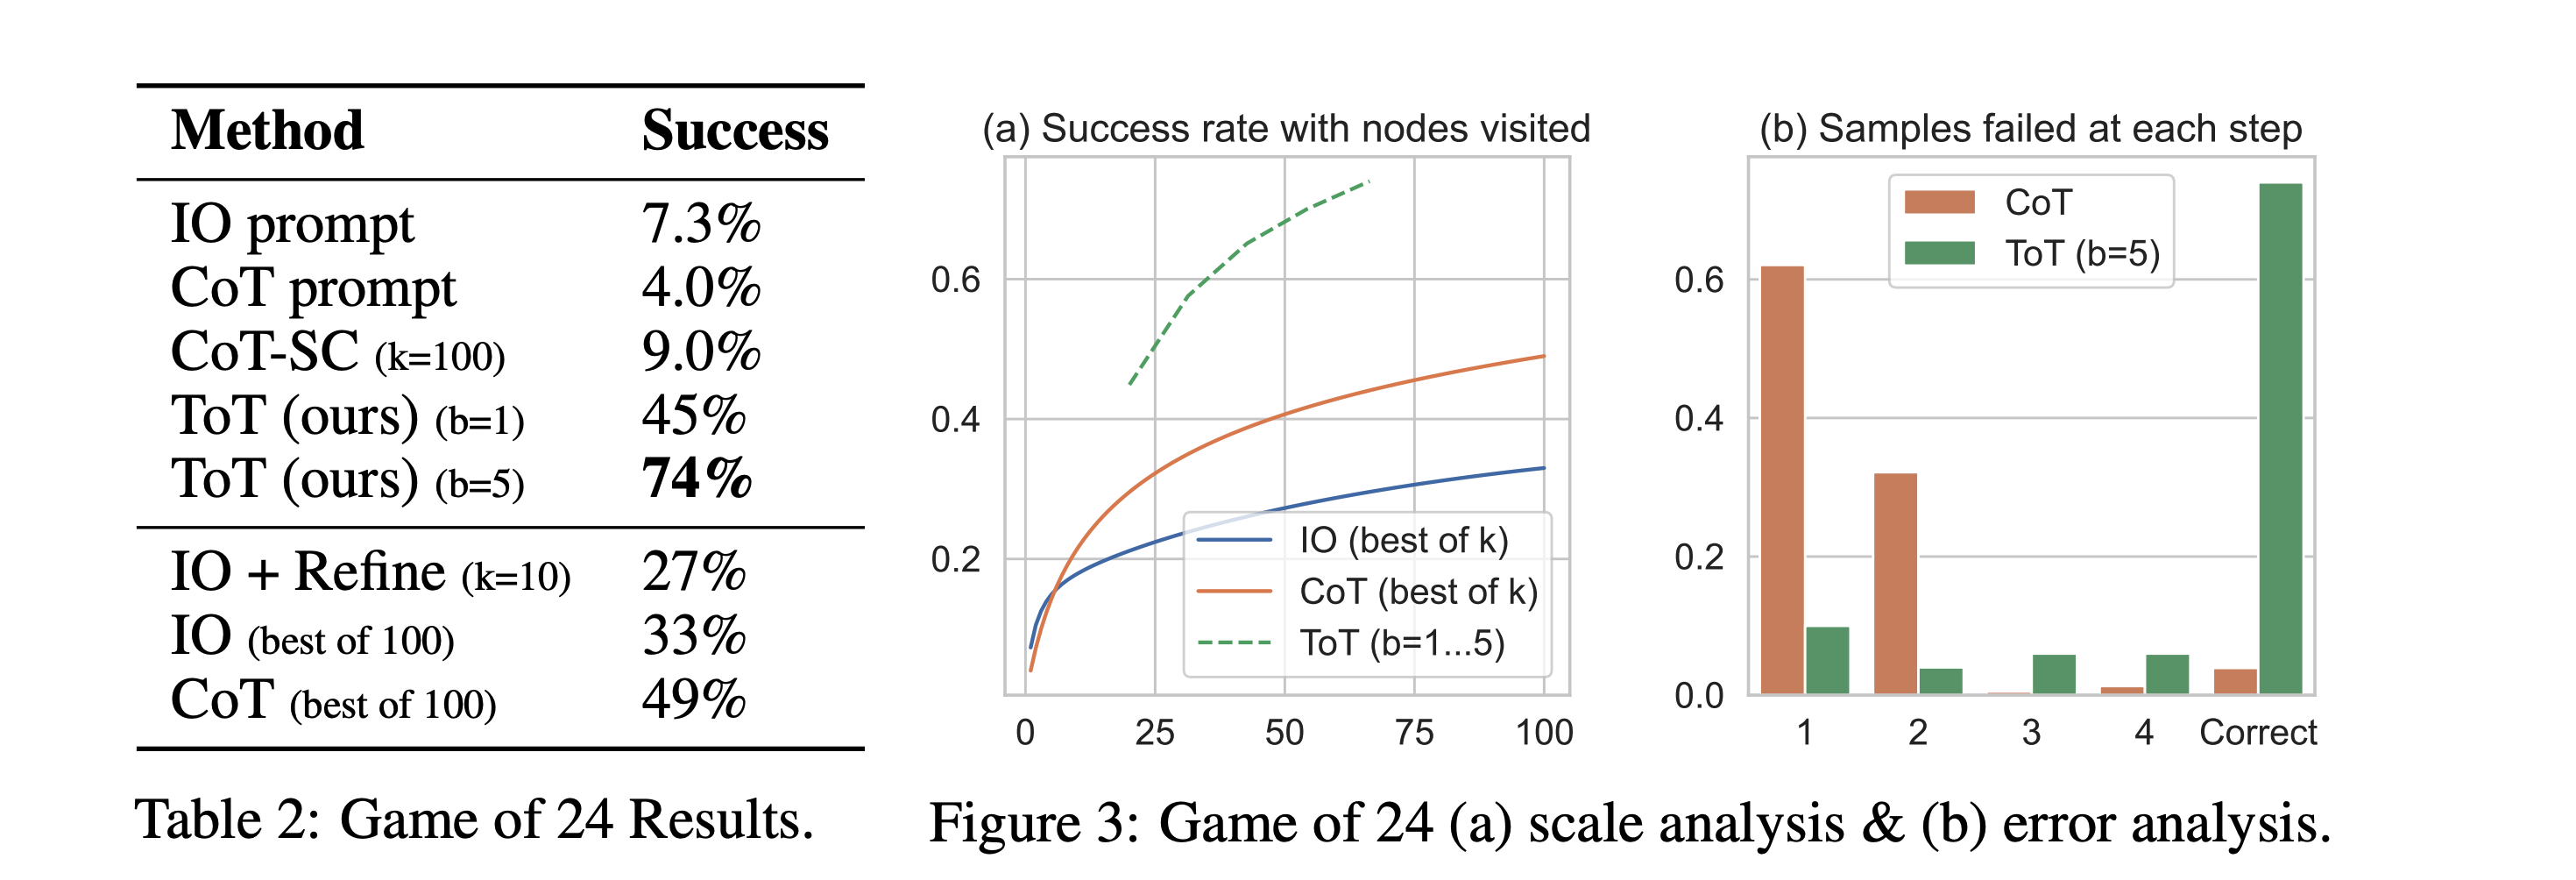 Method Success
IO prompt 7.3%
CoT prompt 4.0%
CoT-SC (k=100) 9.0%
ToT (ours) (b=1) 45%
ToT (ours) (b=5) 74%
IO + Refine (k=10) 27%
IO (best of 100) 33%
CoT (best of 100) 49%
Table 2: Game of 24 Results.
(a) Success rate with nodes visited
0.6
0.4
0.2
IO (best of k)
CoT (best of k)
ToT (b=1...5)
0 25 50 75 100
(b) Samples failed at each step
CoT
ToT (b=5)
0.6
0.4
0.2
0.0
1 2 3 4 Correct
Figure 3: Game of 24 (a) scale analysis & (b) error analysis.